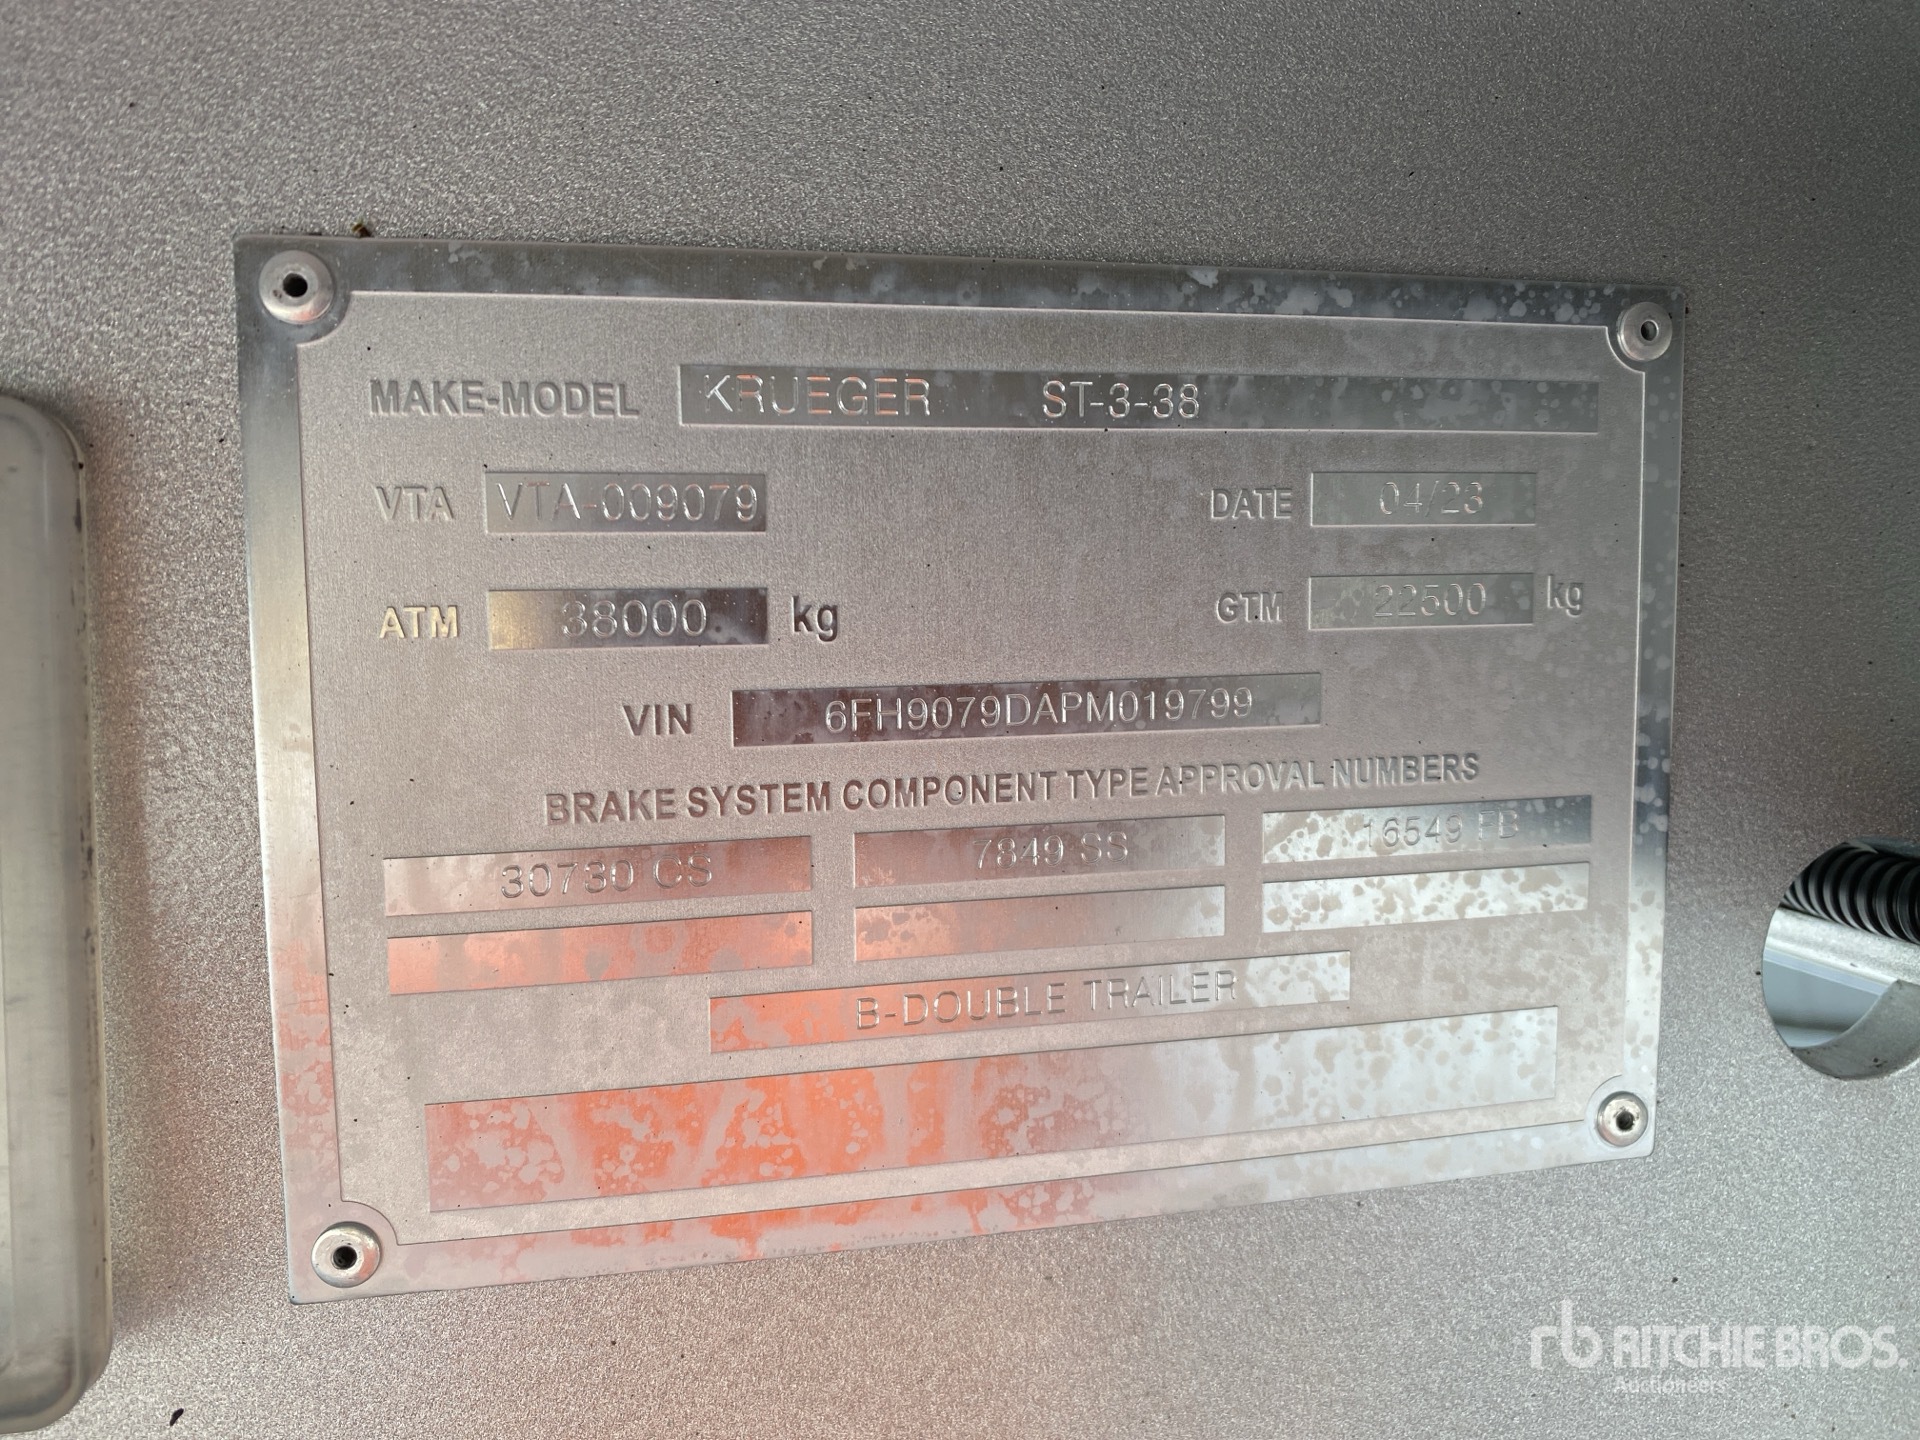 MAKE-MODEL KRUEGER ST-3-38
VTA VTA-009079 DATE 04/23
ATM 38000 kg GTM 22500 kg
VIN 6FH9079DAPM019799
BRAKE SYSTEM COMPONENT TYPE APPROVAL NUMBERS
30730 CS 7849 SS 16549 FB
B-DOUBLE TRAILER
rb RITCHIE BROS.
Auctioneers